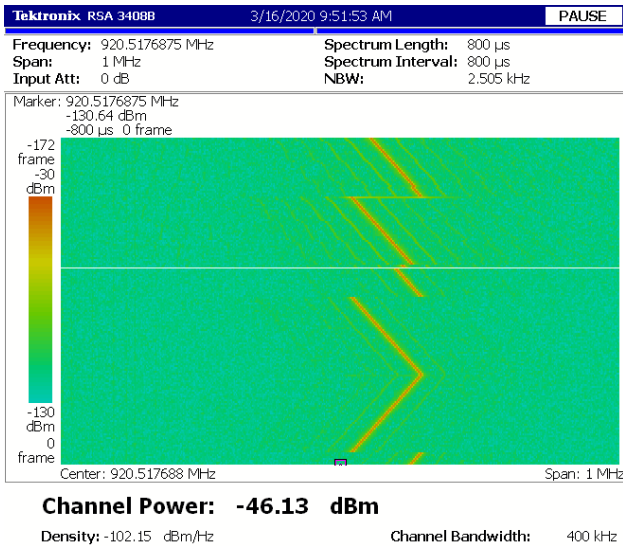 Tektronix RSA 3408B 3/16/2020 9:51:53 AM PAUSE
Frequency: 920.5176875 MHz Spectrum Length: 800 µs
Span: 1 MHz Spectrum Interval: 800 µs
Input Att: 0 dB NBW: 2.505 kHz
Marker: 920.5176875 MHz
-130.64 dBm
-800 µs 0 frame
-172
frame
-30
dBm
-130
dBm
0
frame
Center: 920.517688 MHz Span: 1 MHz
Channel Power: -46.13 dBm
Density: -102.15 dBm/Hz Channel Bandwidth: 400 kHz